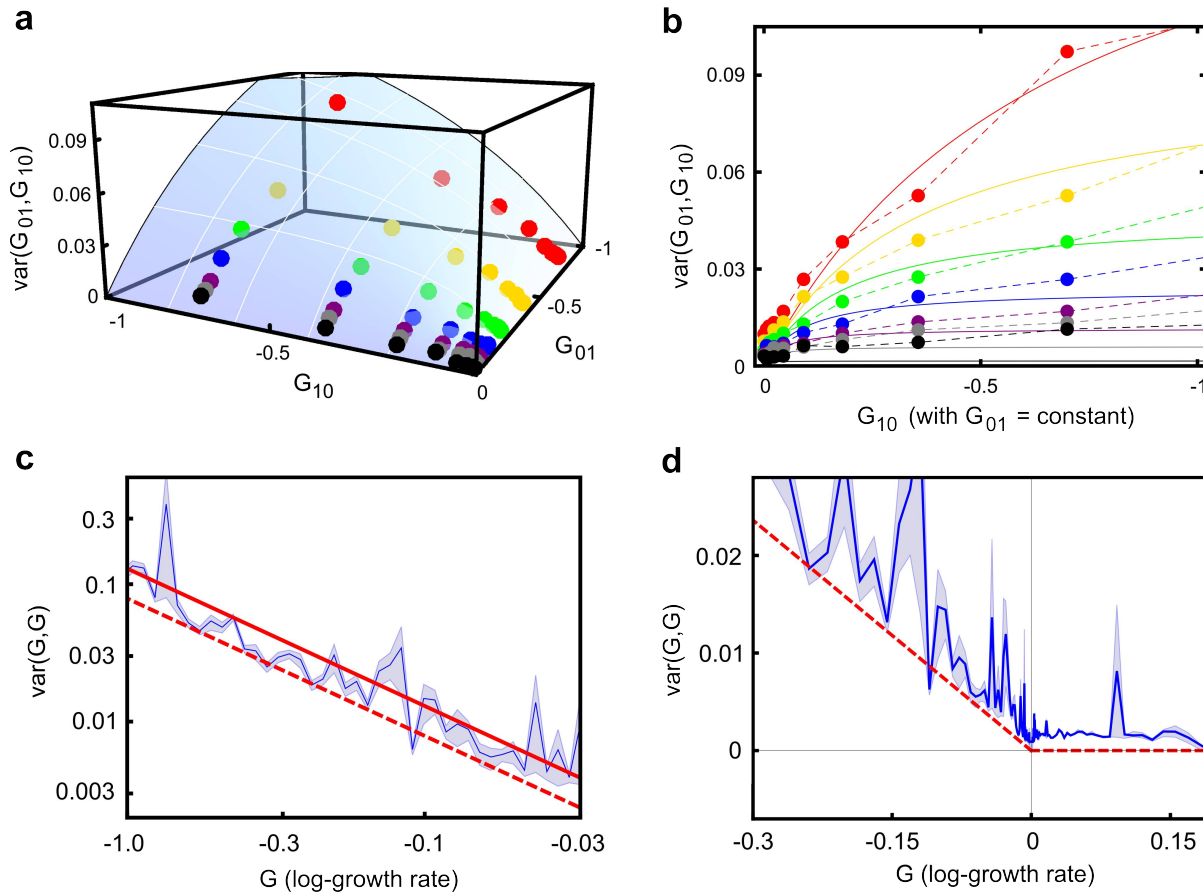 a
var(G01,G10)
0.09
0.06
0.03
0
-1
-0.5
0
G10
-1
-0.5
G01
b
var(G01,G10)
0.09
0.06
0.03
0
0
-0.5
-1
G10 (with G01 = constant)
c
var(G,G)
0.3
0.1
0.03
0.01
0.003
-1.0
-0.3
-0.1
-0.03
G (log-growth rate)
d
var(G,G)
0.02
0.01
0
-0.3
-0.15
0
0.15
G (log-growth rate)